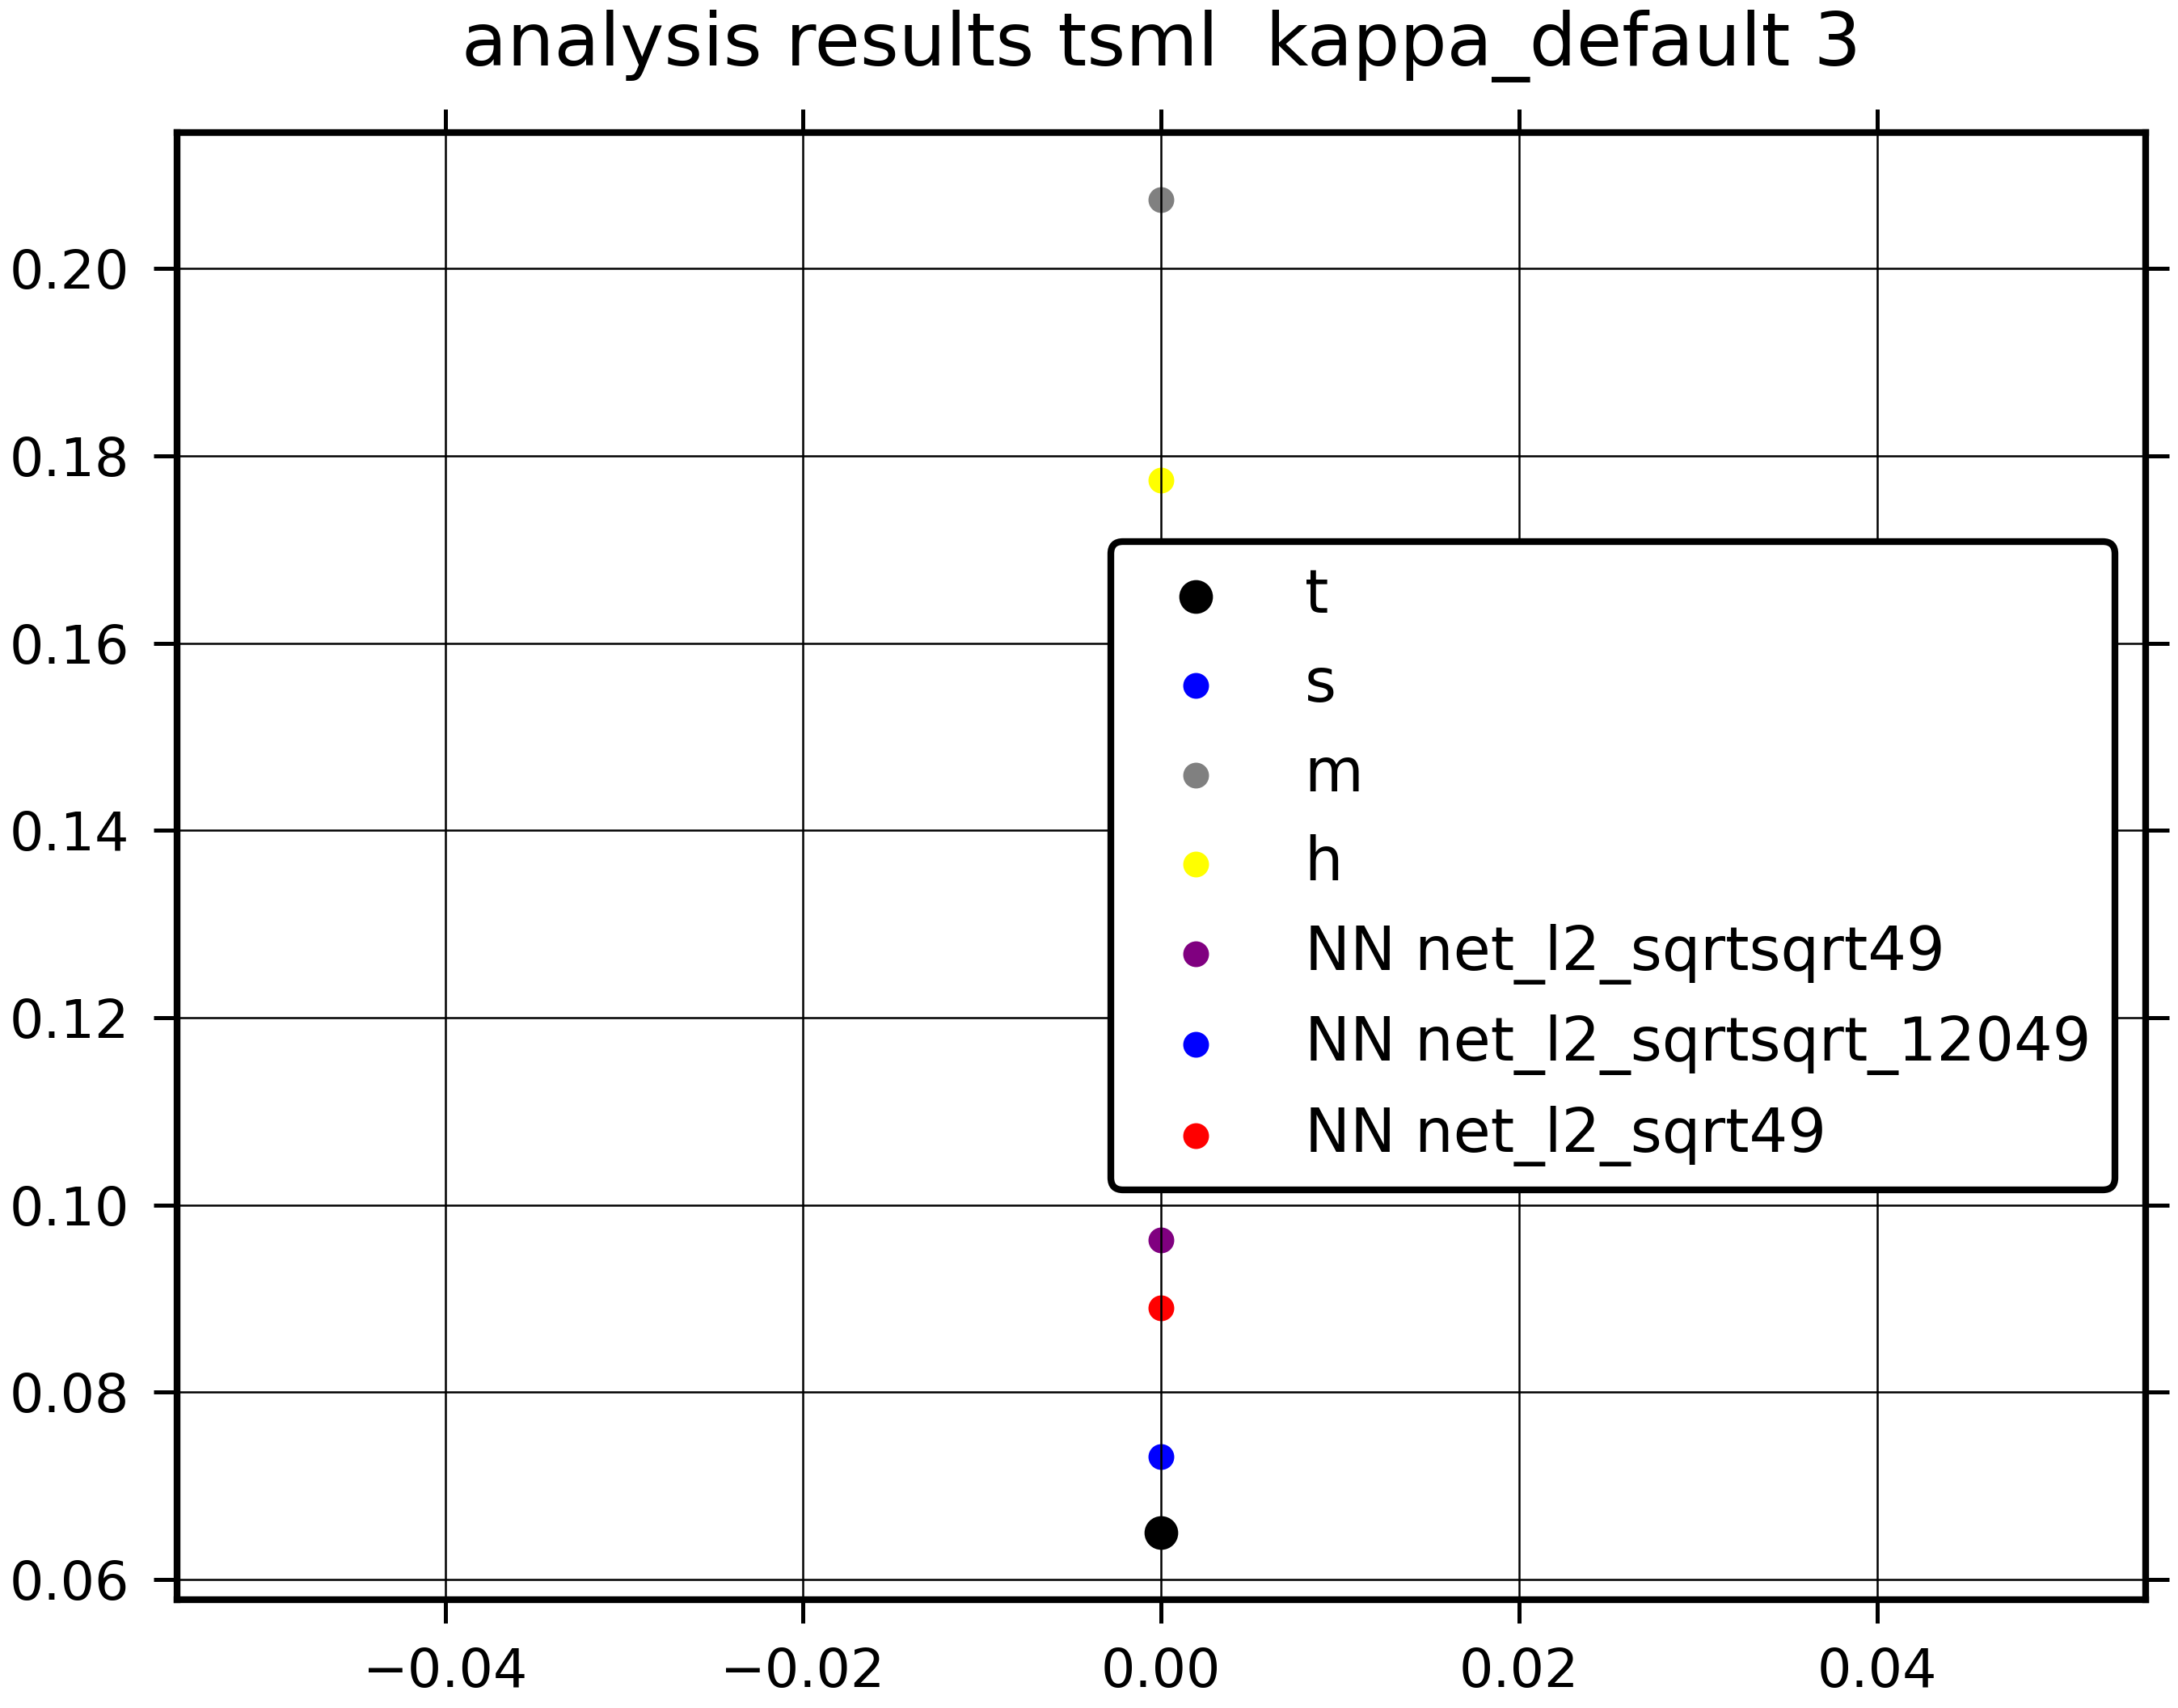 analysis results tsml  kappa_default 3
0.20
0.18
0.16
0.14
0.12
0.10
0.08
0.06
t
s
m
h
NN net_l2_sqrtsqrt49
NN net_l2_sqrtsqrt_12049
NN net_l2_sqrt49
−0.04 −0.02 0.00 0.02 0.04